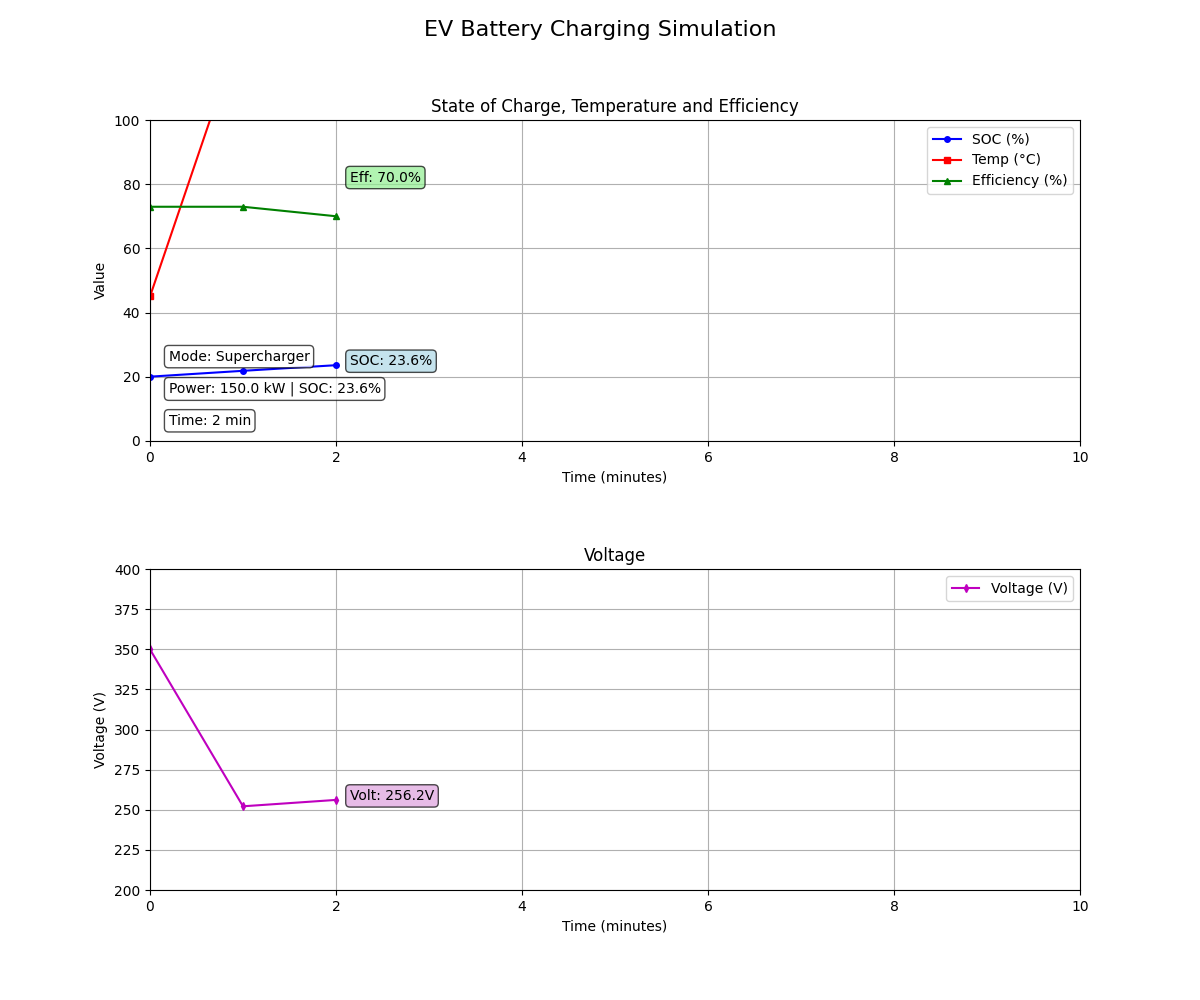 EV Battery Charging Simulation
State of Charge, Temperature and Efficiency
100
80
60
40
20
0
Value
SOC (%)
Temp (°C)
Efficiency (%)
Eff: 70.0%
Mode: Supercharger
SOC: 23.6%
Power: 150.0 kW | SOC: 23.6%
Time: 2 min
0 2 4 6 8 10
Time (minutes)
Voltage
400
375
350
325
300
275
250
225
200
Voltage (V)
Voltage (V)
Volt: 256.2V
0 2 4 6 8 10
Time (minutes)